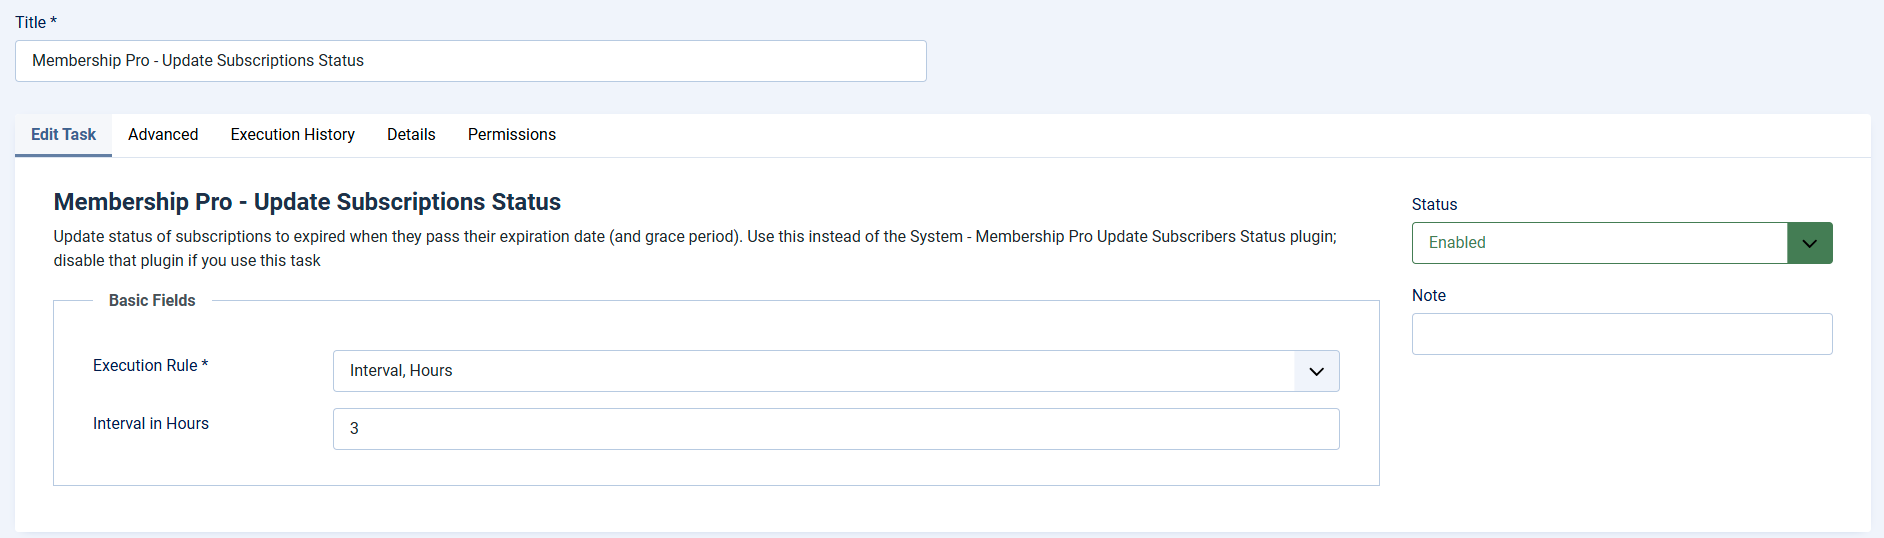 Title *
Membership Pro - Update Subscriptions Status
Edit Task
Advanced
Execution History
Details
Permissions
Membership Pro - Update Subscriptions Status
Update status of subscriptions to expired when they pass their expiration date (and grace period). Use this instead of the System - Membership Pro Update Subscribers Status plugin;
disable that plugin if you use this task
Basic Fields
Execution Rule *
Interval, Hours
Interval in Hours
3
Status
Enabled
Note